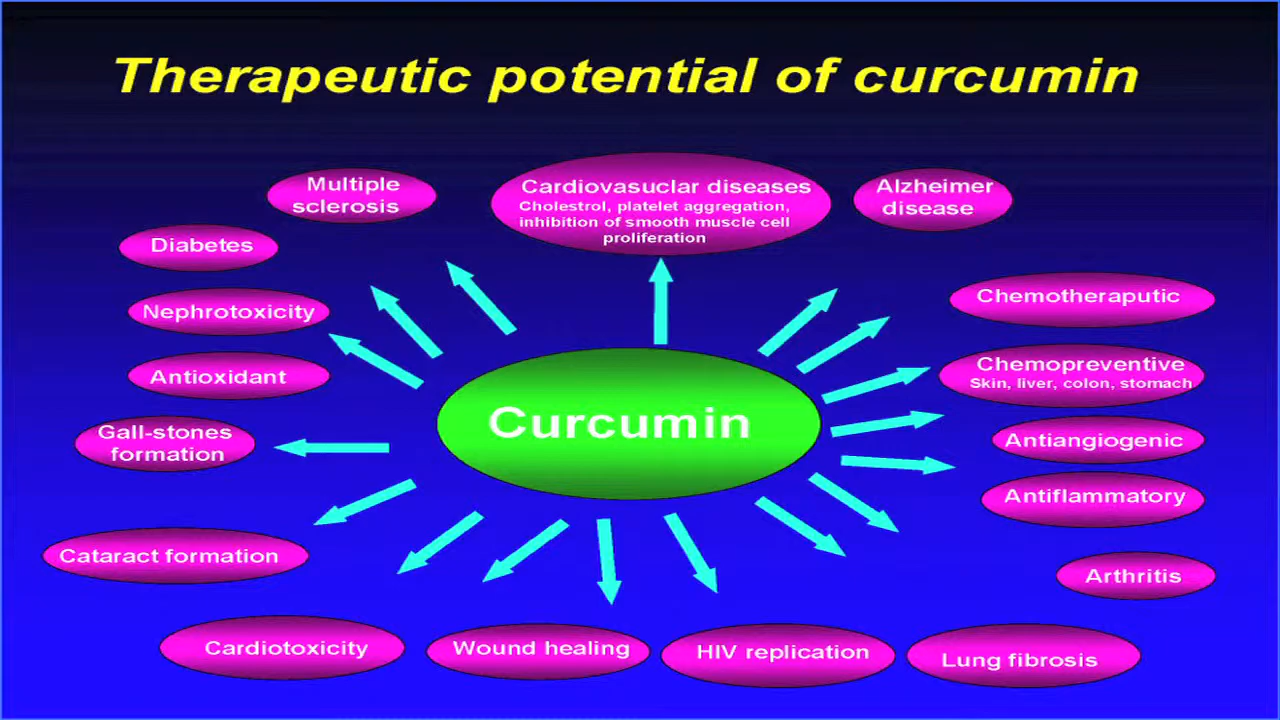 Therapeutic potential of curcumin
Multiple
sclerosis
Cardiovasuclar diseases
Cholestrol, platelet aggregation,
inhibition of smooth muscle cell
proliferation
Alzheimer
disease
Diabetes
Nephrotoxicity
Chemotheraputic
Antioxidant
Chemopreventive
Skin, liver, colon, stomach
Curcumin
Gall-stones
formation
Antiangiogenic
Antiflammatory
Cataract formation
Arthritis
Cardiotoxicity
Wound healing
HIV replication
Lung fibrosis